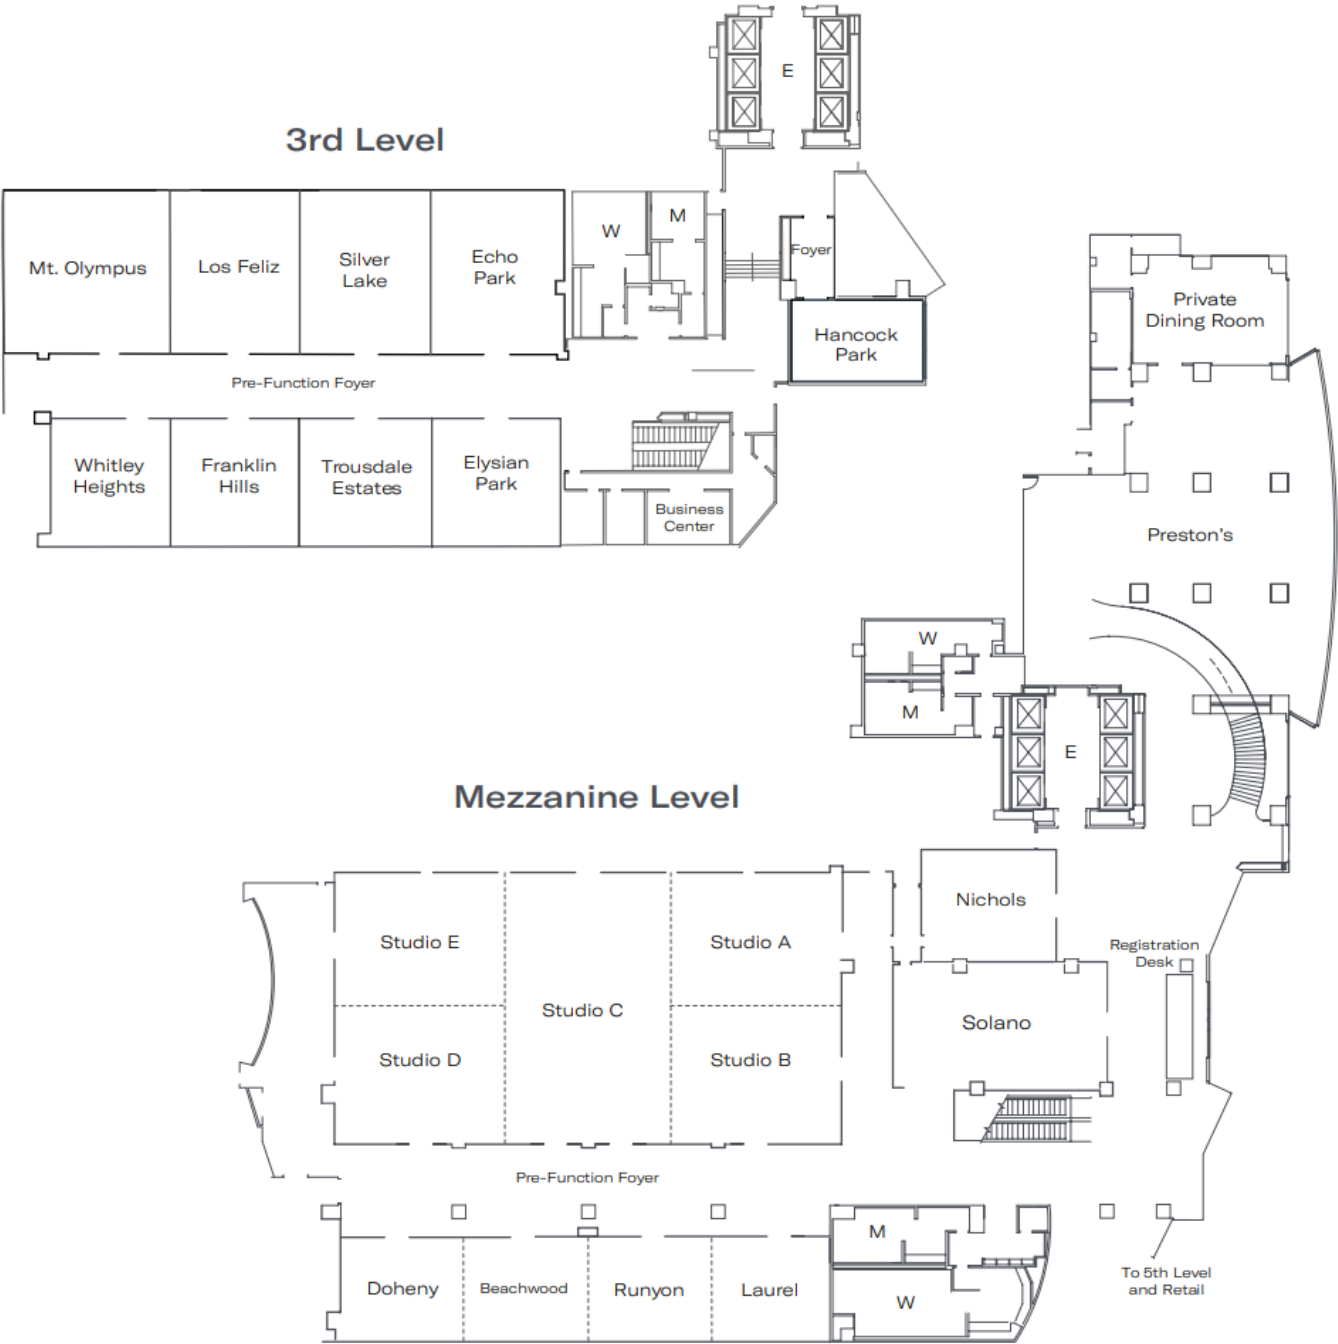 E
3rd Level
W
M
Foyer
Mt. Olympus
Los Feliz
Silver
Lake
Echo
Park
Hancock
Park
Private
Dining Room
Pre-Function Foyer
Whitley
Heights
Franklin
Hills
Trousdale
Estates
Elysian
Park
Business
Center
Preston's
W
M
E
Mezzanine Level
Nichols
Studio E
Studio A
Registration
Desk
Studio C
Solano
Studio D
Studio B
Pre-Function Foyer
M
To 5th Level
and Retail
Doheny
Beachwood
Runyon
Laurel
W